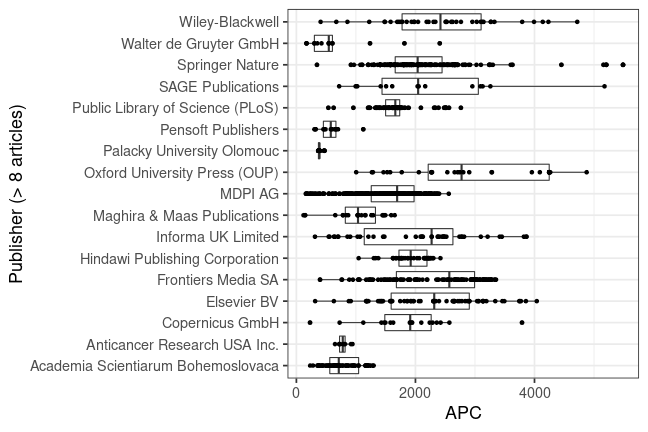 Publisher (> 8 articles)
Wiley-Blackwell
Walter de Gruyter GmbH
Springer Nature
SAGE Publications
Public Library of Science (PLoS)
Pensoft Publishers
Palacky University Olomouc
Oxford University Press (OUP)
MDPI AG
Maghira & Maas Publications
Informa UK Limited
Hindawi Publishing Corporation
Frontiers Media SA
Elsevier BV
Copernicus GmbH
Anticancer Research USA Inc.
Academia Scientiarum Bohemoslovaca
0 2000 4000
APC